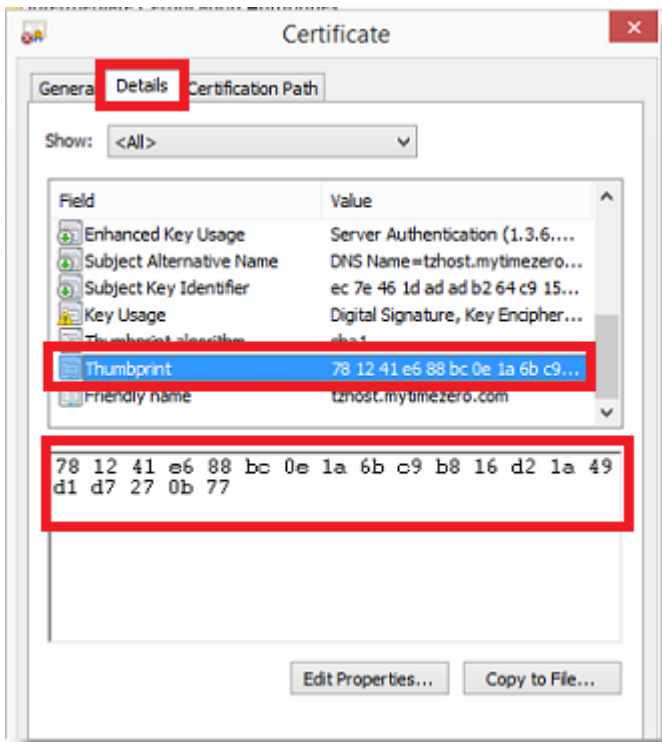 Certificate
General Details Certification Path
Show: <All>
Field Value
Enhanced Key Usage Server Authentication (1.3.6....
Subject Alternative Name DNS Name=tzhost.mytimezero...
Subject Key Identifier ec 7e 46 1d ad ad b2 64 c9 15...
Key Usage Digital Signature, Key Encipher...
Thumbprint algorithm sha1
Thumbprint 78 12 41 e6 88 bc 0e 1a 6b c9...
Friendly name tzhost.mytimezero.com
78 12 41 e6 88 bc 0e 1a 6b c9 b8 16 d2 1a 49
d1 d7 27 0b 77
Edit Properties... Copy to File...